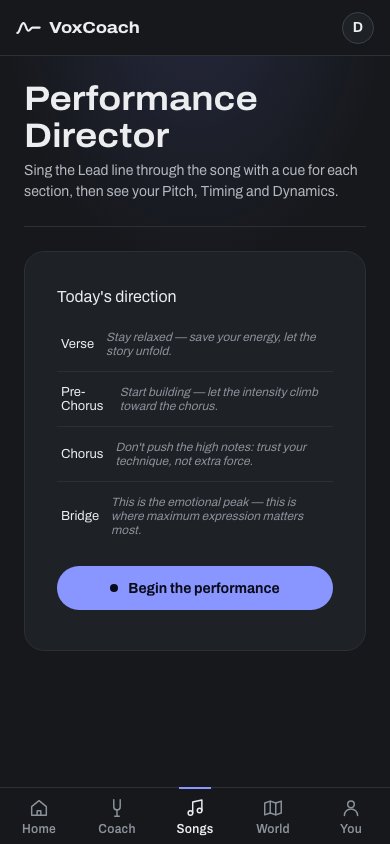 VoxCoach
D
Performance
Director
Sing the Lead line through the song with a cue for each
section, then see your Pitch, Timing and Dynamics.
Today's direction
Verse
Stay relaxed — save your energy, let the
story unfold.
Pre-
Chorus
Start building — let the intensity climb
toward the chorus.
Chorus
Don't push the high notes: trust your
technique, not extra force.
Bridge
This is the emotional peak — this is
where maximum expression matters
most.
Begin the performance
Home
Coach
Songs
World
You